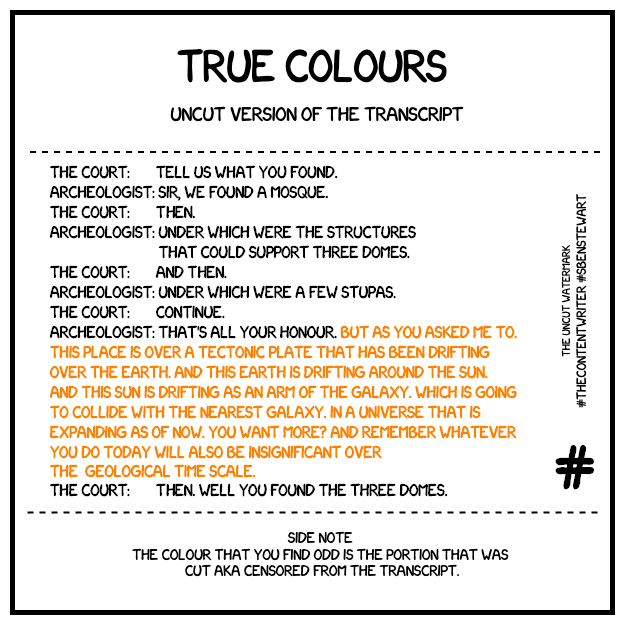 TRUE COLOURS
UNCUT VERSION OF THE TRANSCRIPT
THE COURT: TELL US WHAT YOU FOUND.
ARCHEOLOGIST: SIR, WE FOUND A MOSQUE.
THE COURT: THEN.
ARCHEOLOGIST: UNDER WHICH WERE THE STRUCTURES
THAT COULD SUPPORT THREE DOMES.
THE COURT: AND THEN.
ARCHEOLOGIST: UNDER WHICH WERE A FEW STUPAS.
THE COURT: CONTINUE.
ARCHEOLOGIST: THAT'S ALL YOUR HONOUR. BUT AS YOU ASKED ME TO.
THIS PLACE IS OVER A TECTONIC PLATE THAT HAS BEEN DRIFTING
OVER THE EARTH. AND THIS EARTH IS DRIFTING AROUND THE SUN.
AND THIS SUN IS DRIFTING AS AN ARM OF THE GALAXY. WHICH IS GOING
TO COLLIDE WITH THE NEAREST GALAXY. IN A UNIVERSE THAT IS
EXPANDING AS OF NOW. YOU WANT MORE? AND REMEMBER WHATEVER
YOU DO TODAY WILL ALSO BE INSIGNIFICANT OVER
THE GEOLOGICAL TIME SCALE.
THE COURT: THEN. WELL YOU FOUND THE THREE DOMES.
THE UNCUT WATERMARK
#THECONTENTWRITER #SBENSTEWART
#
SIDE NOTE
THE COLOUR THAT YOU FIND ODD IS THE PORTION THAT WAS
CUT AKA CENSORED FROM THE TRANSCRIPT.